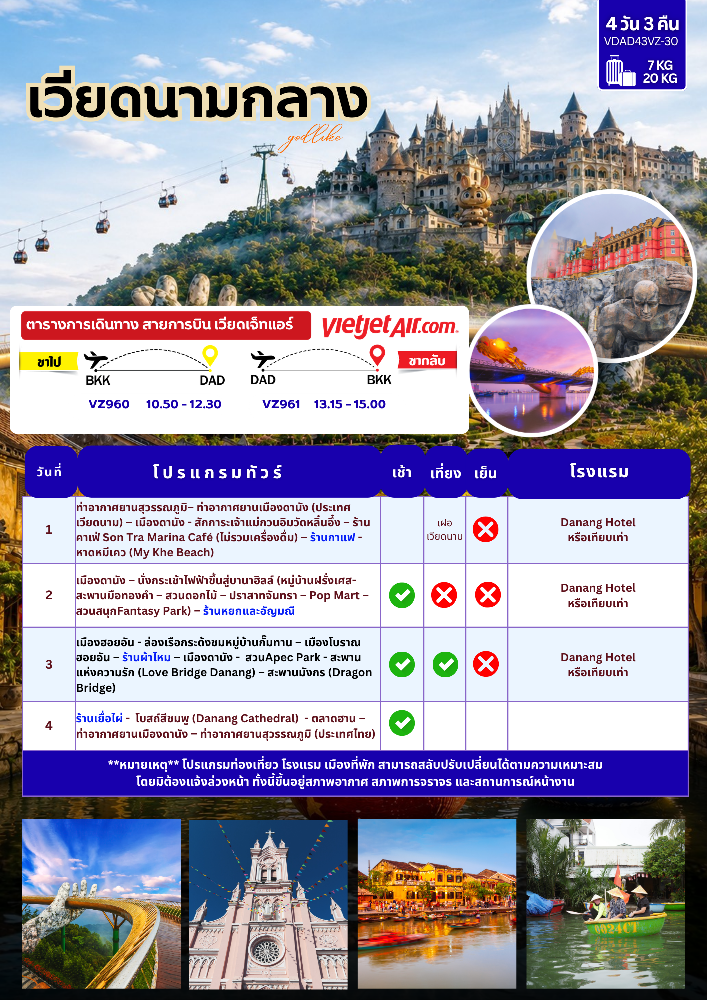 4 วัน 3 คืน
VDAD43VZ-30
7 KG
20 KG
เวียดนามกลาง
godlike
ตารางการเดินทาง สายการบิน เวียดเจ็ทแอร์
vietjet Air.com
ขาไป
BKK
DAD
DAD
BKK
ขากลับ
VZ960 10.50 - 12.30
VZ961 13.15 - 15.00
วันที่
โปรแกรมทัวร์
เช้า
เที่ยง
เย็น
โรงแรม
1
ท่าอากาศยานสุวรรณภูมิ– ท่าอากาศยานเมืองดานัง (ประเทศ
เวียดนาม) – เมืองดานัง - สักการะเจ้าแม่กวนอิมวัดหลิ๋นอึ๋ง – ร้าน
คาเฟ่ Son Tra Marina Café (ไม่รวมเครื่องดื่ม) – ร้านกาแฟ -
หาดหมีเคว (My Khe Beach)
เฝอ
เวียดนาม
Danang Hotel
หรือเทียบเท่า
2
เมืองดานัง – นั่งกระเช้าไฟฟ้าขึ้นสู่บานาฮิลล์ (หมู่บ้านฝรั่งเศส-
สะพานมือทองคำ – สวนดอกไม้ – ปราสาทจันทรา – Pop Mart –
สวนสนุกFantasy Park) – ร้านหยกและอัญมณี
Danang Hotel
หรือเทียบเท่า
3
เมืองฮอยอัน - ล่องเรือกระด้งชมหมู่บ้านกั๊มทาน – เมืองโบราณ
ฮอยอัน – ร้านผ้าไหม – เมืองดานัง - สวนApec Park - สะพาน
แห่งความรัก (Love Bridge Danang) – สะพานมังกร (Dragon
Bridge)
Danang Hotel
หรือเทียบเท่า
4
ร้านเยื่อไผ่ - โบสถ์สีชมพู (Danang Cathedral) - ตลาดฮาน –
ท่าอากาศยานเมืองดานัง – ท่าอากาศยานสุวรรณภูมิ (ประเทศไทย)
**หมายเหตุ** โปรแกรมท่องเที่ยว โรงแรม เมืองที่พัก สามารถสลับปรับเปลี่ยนได้ตามความเหมาะสม
โดยมิต้องแจ้งล่วงหน้า ทั้งนี้ขึ้นอยู่สภาพอากาศ สภาพการจราจร และสถานการณ์หน้างาน
0024CT